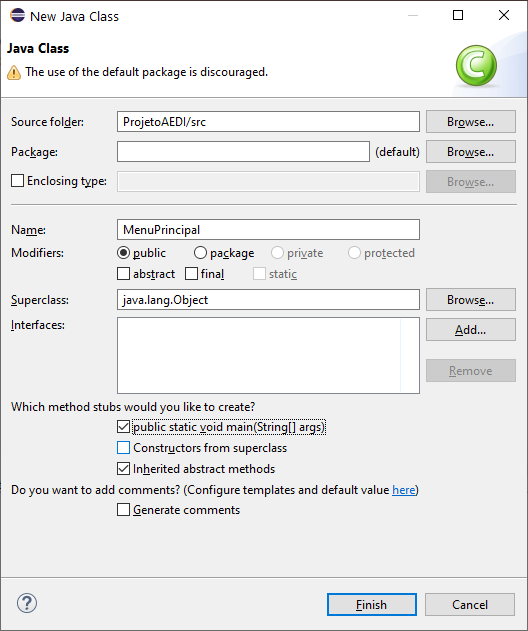 New Java Class
Java Class
The use of the default package is discouraged.
Source folder: ProjetoAEDI/src Browse...
Package: (default) Browse...
Enclosing type: Browse...
Name: MenuPrincipal
Modifiers: public package private protected
abstract final static
Superclass: java.lang.Object Browse...
Interfaces: Add...
Remove
Which method stubs would you like to create?
public static void main(String[] args)
Constructors from superclass
Inherited abstract methods
Do you want to add comments? (Configure templates and default value here)
Generate comments
? Finish Cancel